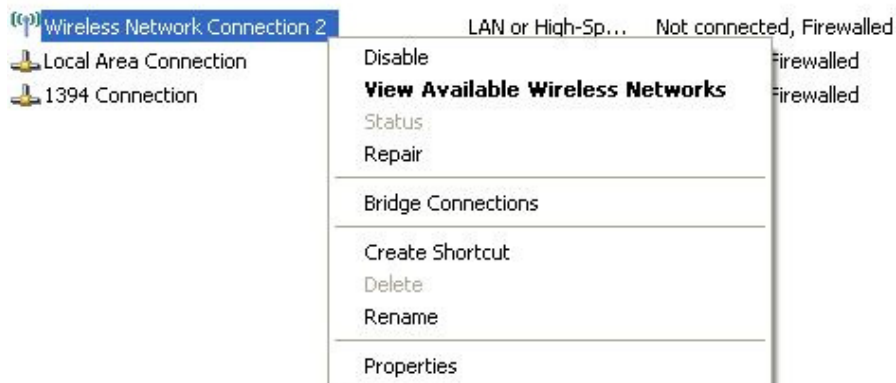 Wireless Network Connection 2 LAN or High-Sp... Not connected, Firewalled
Local Area Connection Firewalled
1394 Connection Firewalled
Disable
View Available Wireless Networks
Status
Repair
Bridge Connections
Create Shortcut
Delete
Rename
Properties